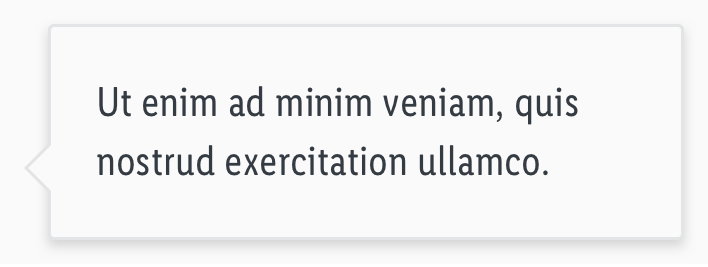 Ut enim ad minim veniam, quis
nostrud exercitation ullamco.